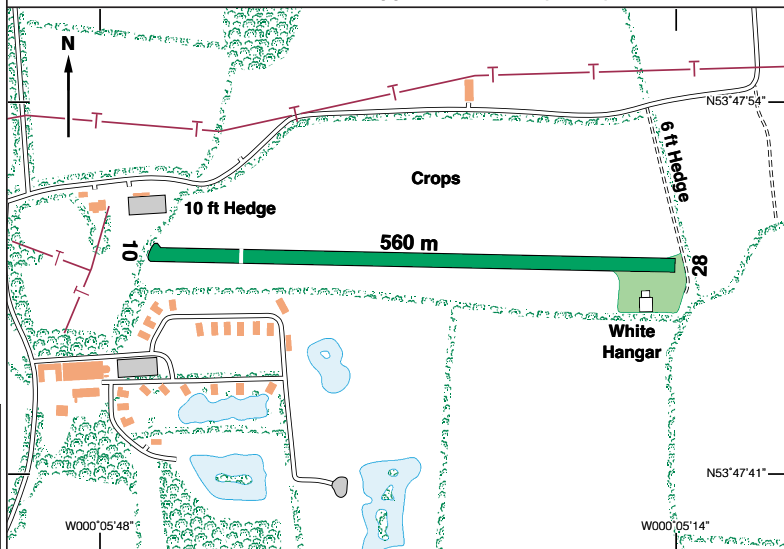 N
N53°47'54"
6 ft Hedge
Crops
10 ft Hedge
10
560 m
28
White
Hangar
N53°47'41"
W000°05'48"
W000°05'14"